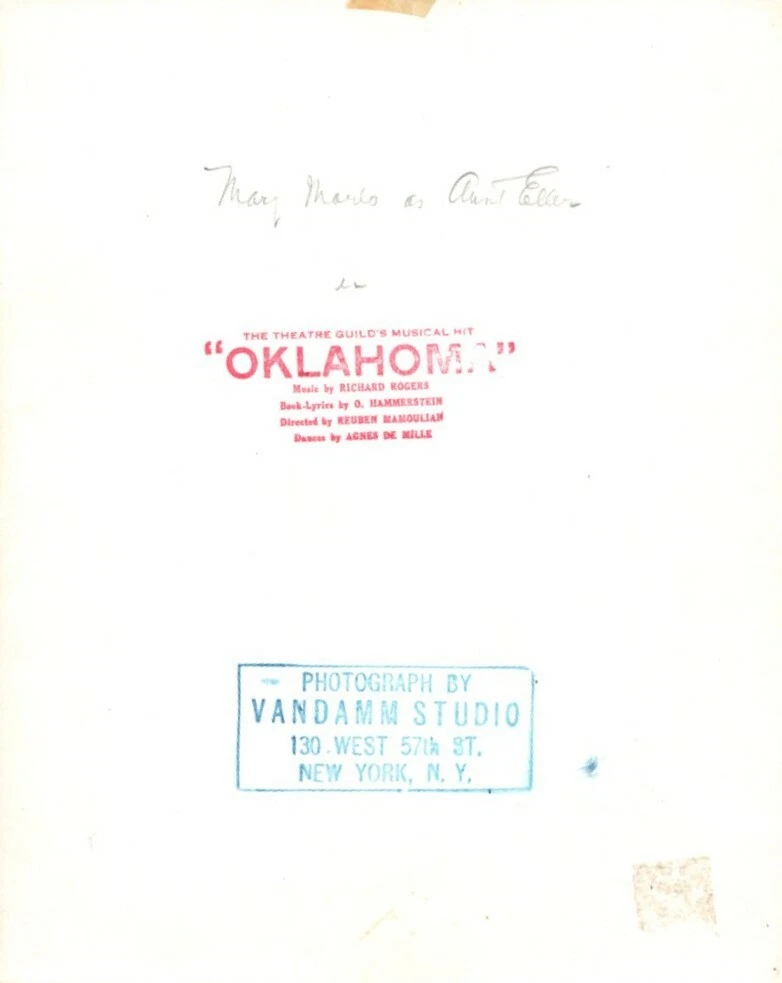 Mary Marlo as Aunt Eller
in
THE THEATRE GUILD'S MUSICAL HIT
"OKLAHOMA"
Music by RICHARD ROGERS
Book-Lyrics by O. HAMMERSTEIN
Directed by REUBEN MAMOULIAN
Dances by AGNES DE MILLE
PHOTOGRAPH BY
VANDAMM STUDIO
130 WEST 57th ST.
NEW YORK, N. Y.